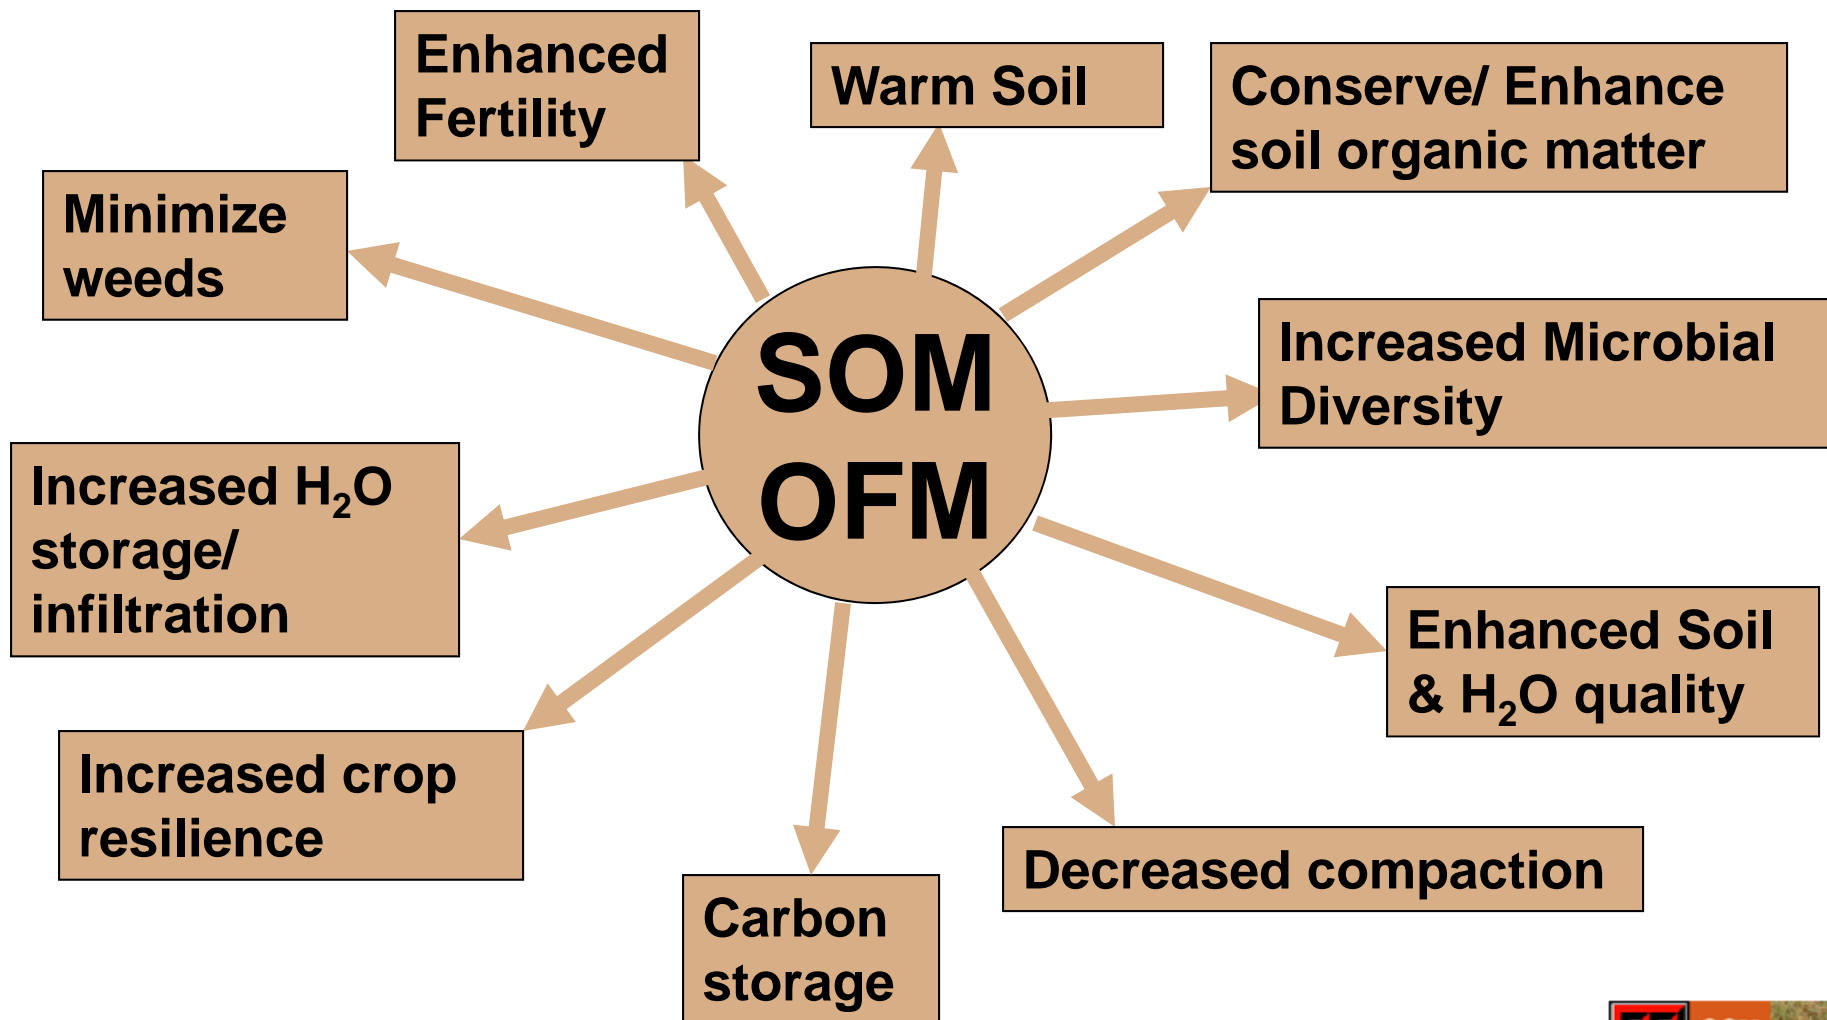 Enhanced
Fertility
Warm Soil
Conserve/ Enhance
soil organic matter
Minimize
weeds
SOM
OFM
Increased Microbial
Diversity
Increased H₂O
storage/
infiltration
Enhanced Soil
& H₂O quality
Increased crop
resilience
Decreased compaction
Carbon
storage